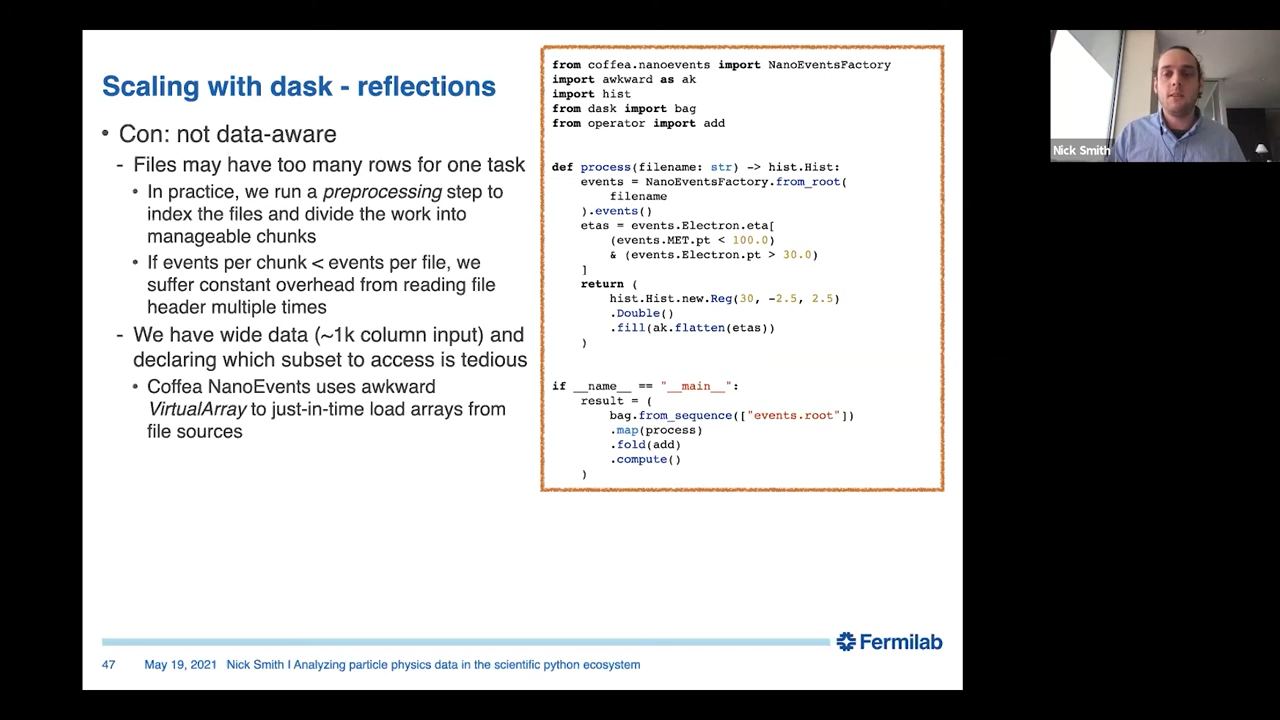 Scaling with dask - reflections
• Con: not data-aware
- Files may have too many rows for one task
• In practice, we run a preprocessing step to
index the files and divide the work into
manageable chunks
• If events per chunk < events per file, we
suffer constant overhead from reading file
header multiple times
- We have wide data (~1k column input) and
declaring which subset to access is tedious
• Coffea NanoEvents uses awkward
VirtualArray to just-in-time load arrays from
file sources
from coffea.nanoevents import NanoEventsFactory
import awkward as ak
import hist
from dask import bag
from operator import add
def process(filename: str) -> hist.Hist:
    events = NanoEventsFactory.from_root(
        filename
    ).events()
    etas = events.Electron.eta[
        (events.MET.pt < 100.0)
        & (events.Electron.pt > 30.0)
    ]
    return (
        hist.Hist.new.Reg(30, -2.5, 2.5)
        .Double()
        .fill(ak.flatten(etas))
    )
if __name__ == "__main__":
    result = (
        bag.from_sequence(["events.root"])
        .map(process)
        .fold(add)
        .compute()
    )
Nick Smith
Fermilab
47 May 19, 2021 Nick Smith I Analyzing particle physics data in the scientific python ecosystem